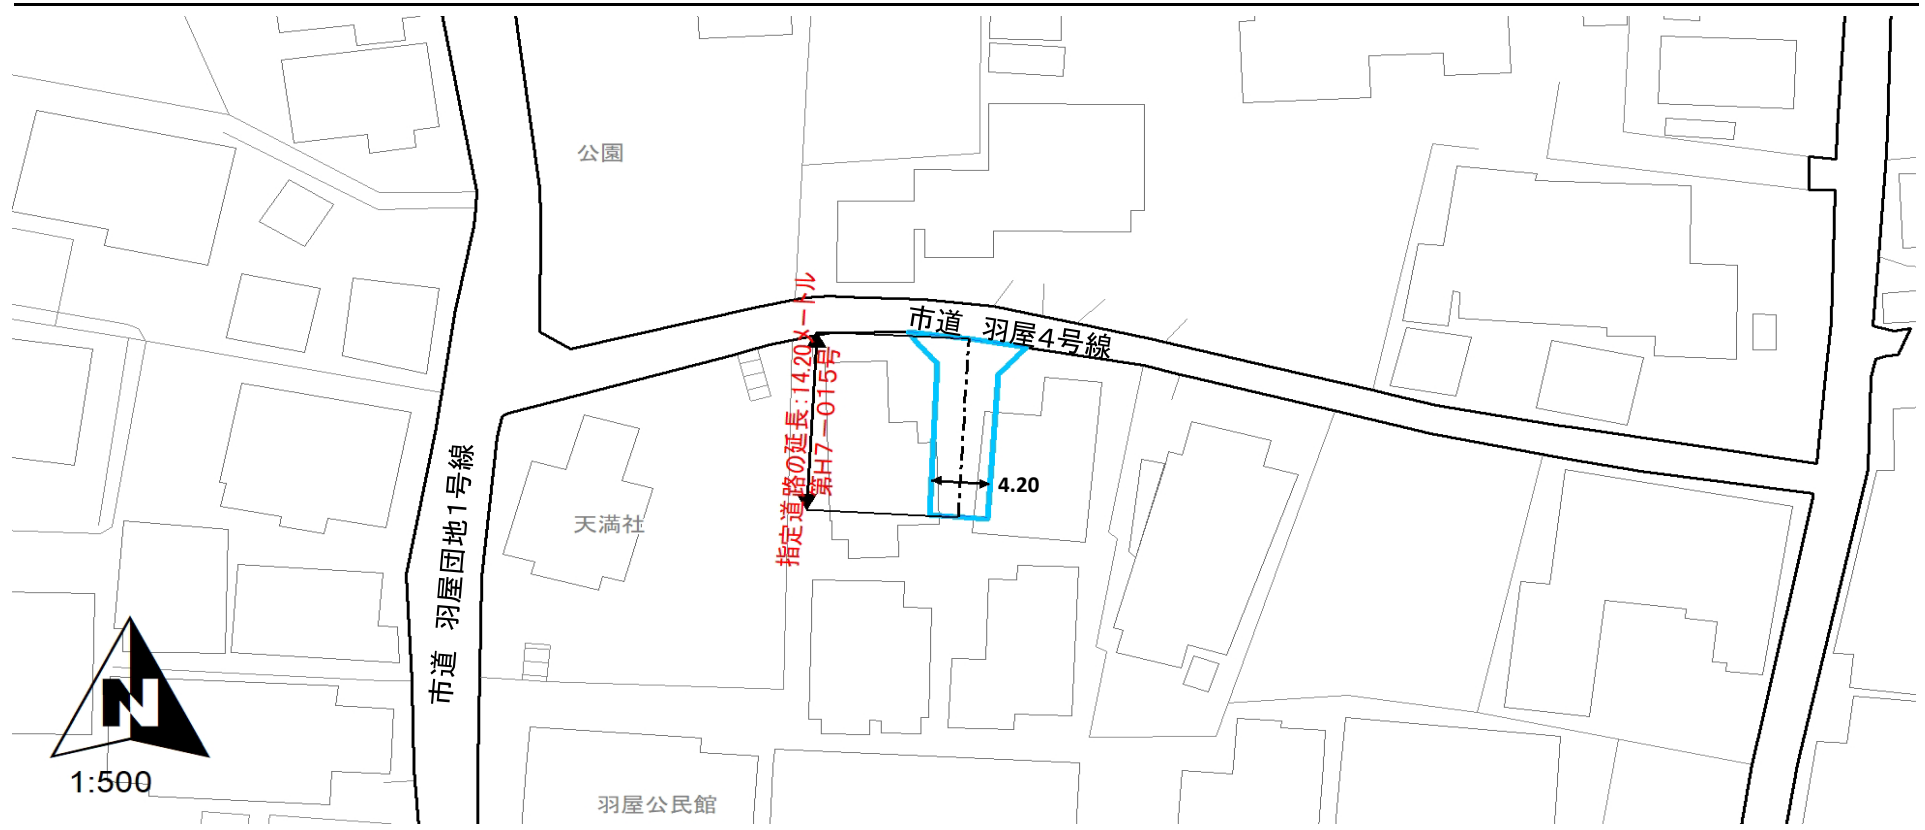 公園
市道　羽屋4号線
指定道路の延長：14.20メートル
第H7－015号
4.20
天満社
市道　羽屋団地1号線
N
1:500
羽屋公民館